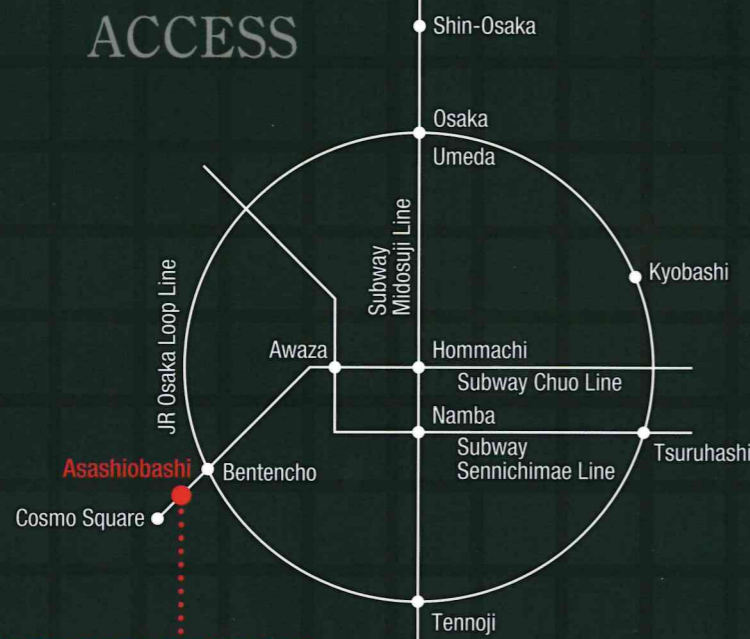 ACCESS
Shin-Osaka
Osaka
Umeda
Subway
Midosuji Line
Kyobashi
JR Osaka Loop Line
Awaza
Hommachi
Subway Chuo Line
Namba
Subway
Sennichimae Line
Tsuruhashi
Asashiobashi
Bentencho
Cosmo Square
Tennoji